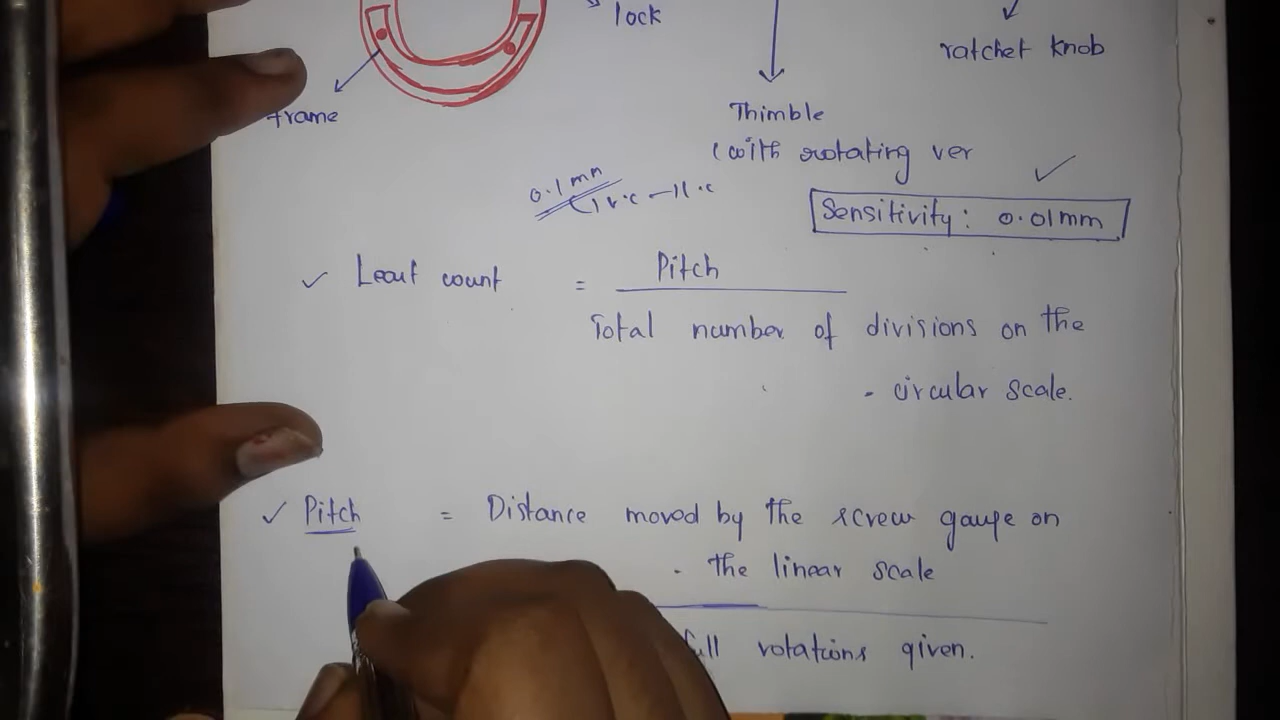 lock
ratchet knob
frame
Thimble
(with rotating ver
0.1mm
Sensitivity: 0.01mm
✓ Least count = Pitch
Total number of divisions on the
- circular scale.
✓ Pitch = Distance moved by the screw gauge on
- the linear scale
full rotations given.